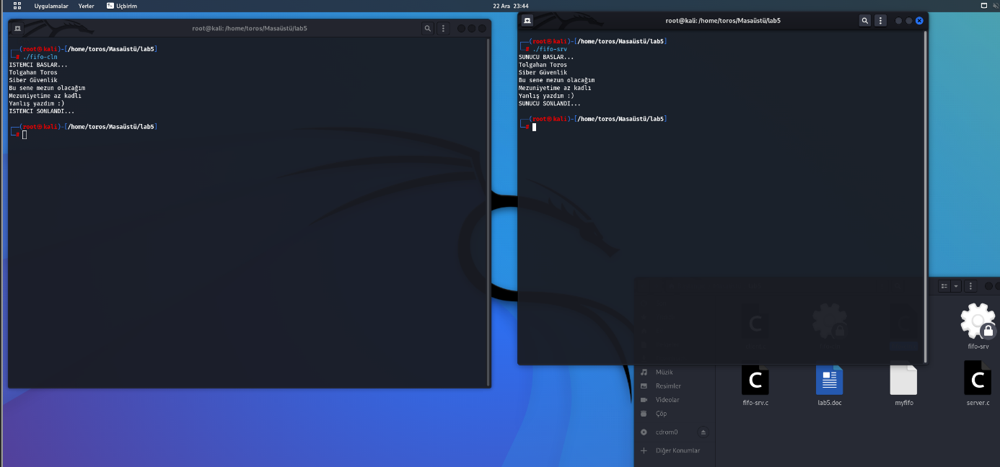 Uygulamalar Yerler Uçbirim 22 Ara 23:44
root@kali: /home/toros/Masaüstü/lab5
(root㉿kali)-[/home/toros/Masaüstü/lab5]
# ./fifo-cln
ISTEMCI BASLAR...
Tolgahan Toros
Siber Güvenlik
Bu sene mezun olacağım
Mezuniyetime az kadlı
Yanlış yazdım :)
ISTEMCI SONLANDI...
(root㉿kali)-[/home/toros/Masaüstü/lab5]
#
root@kali: /home/toros/Masaüstü/lab5
(root㉿kali)-[/home/toros/Masaüstü/lab5]
# ./fifo-srv
SUNUCU BASLAR...
Tolgahan Toros
Siber Güvenlik
Bu sene mezun olacağım
Mezuniyetime az kadlı
Yanlış yazdım :)
SUNUCU SONLANDI...
(root㉿kali)-[/home/toros/Masaüstü/lab5]
#
Müzik
Resimler
Videolar
Çöp
cdrom0
Diğer Konumlar
C
fifo-srv
C
C
fifo-srv.c
lab5.doc
myfifo
server.c